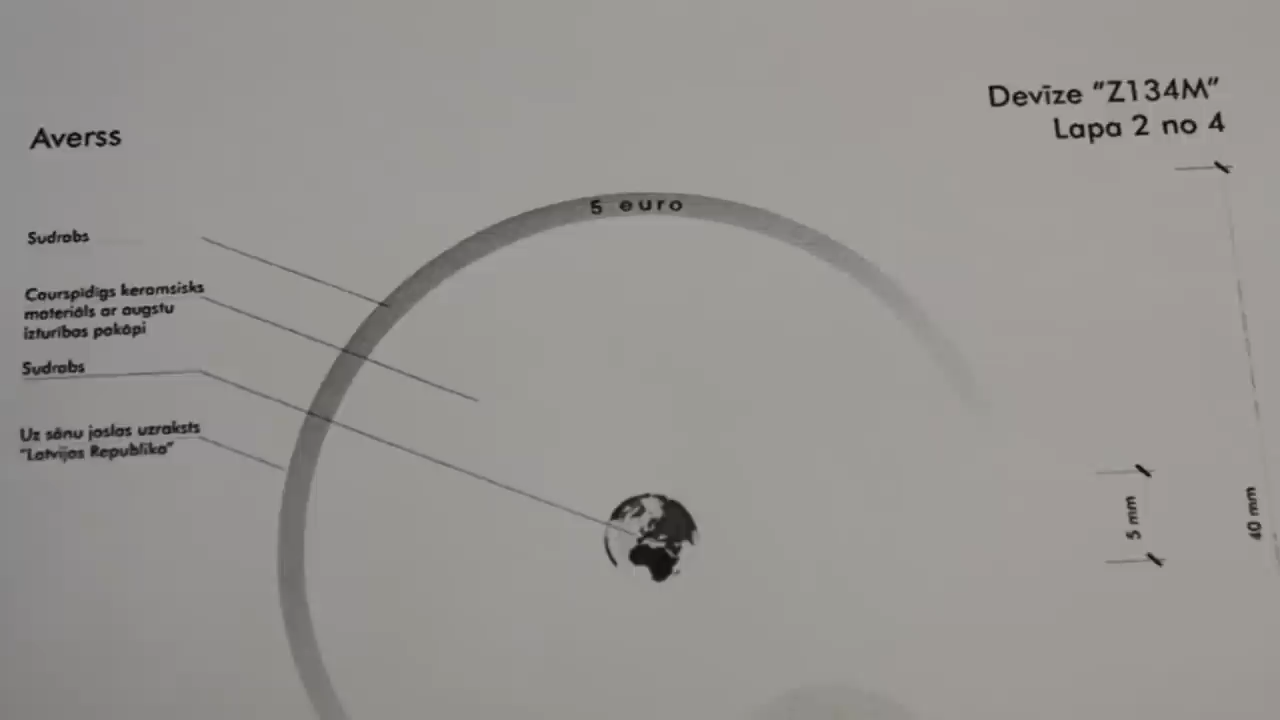 Devīze "Z134M"
Lapa 2 no 4
Averss
5 euro
Sudrabs
Caurspīdīgs keramsisks
materiāls ar augstu
izturības pakāpi
Sudrabs
Uz sānu joslas uzraksts
"Latvijas Republika"
5 mm
40 mm